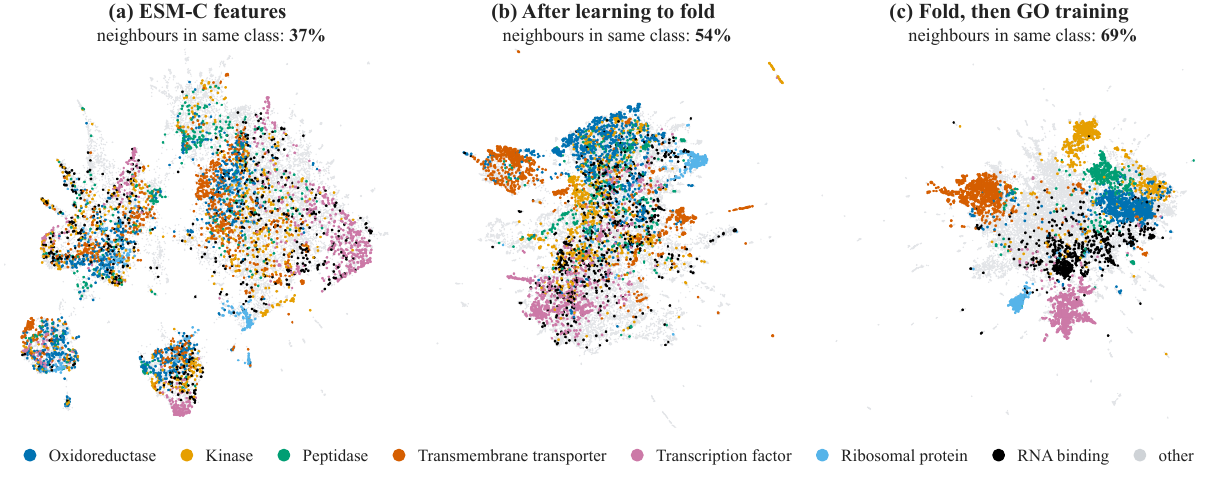 (a) ESM-C features
neighbours in same class: 37%
(b) After learning to fold
neighbours in same class: 54%
(c) Fold, then GO training
neighbours in same class: 69%
Oxidoreductase Kinase Peptidase Transmembrane transporter Transcription factor Ribosomal protein RNA binding other